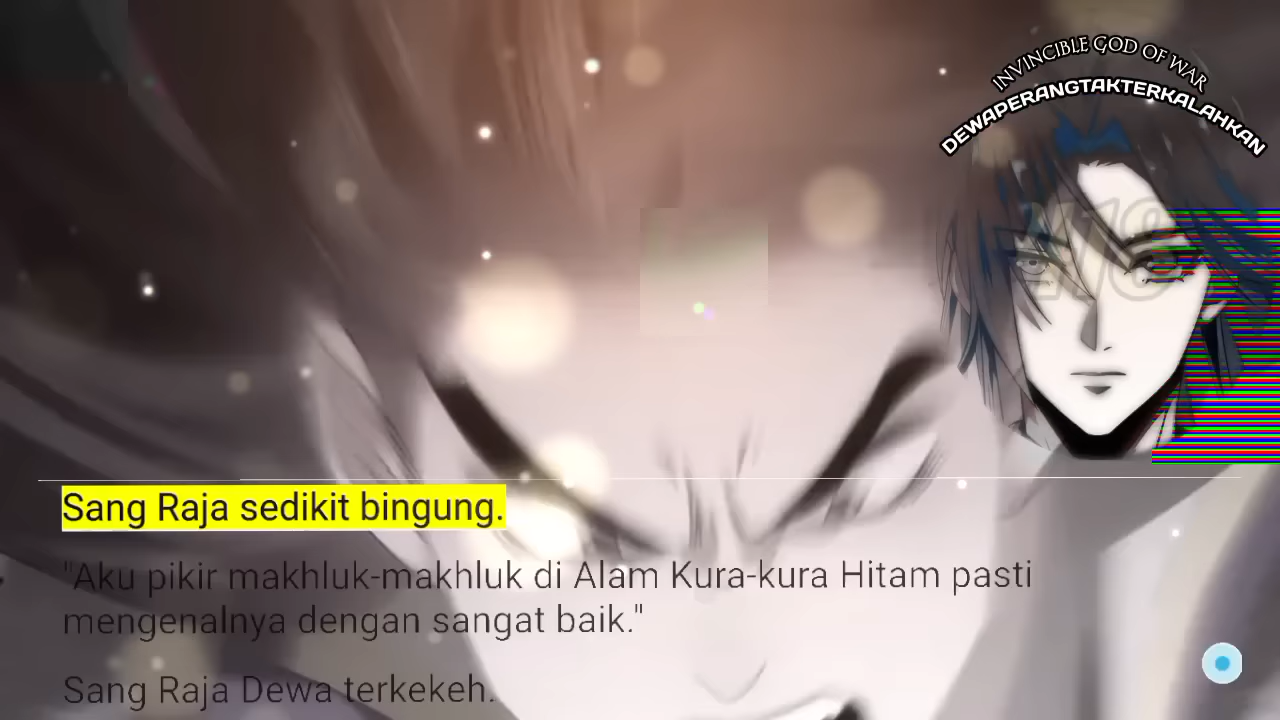 INVINCIBLE GOD OF WAR
DEWAPERANGTAKTERKALAHKAN
Sang Raja sedikit bingung.
"Aku pikir makhluk-makhluk di Alam Kura-kura Hitam pasti
mengenalnya dengan sangat baik."
Sang Raja Dewa terkekeh.